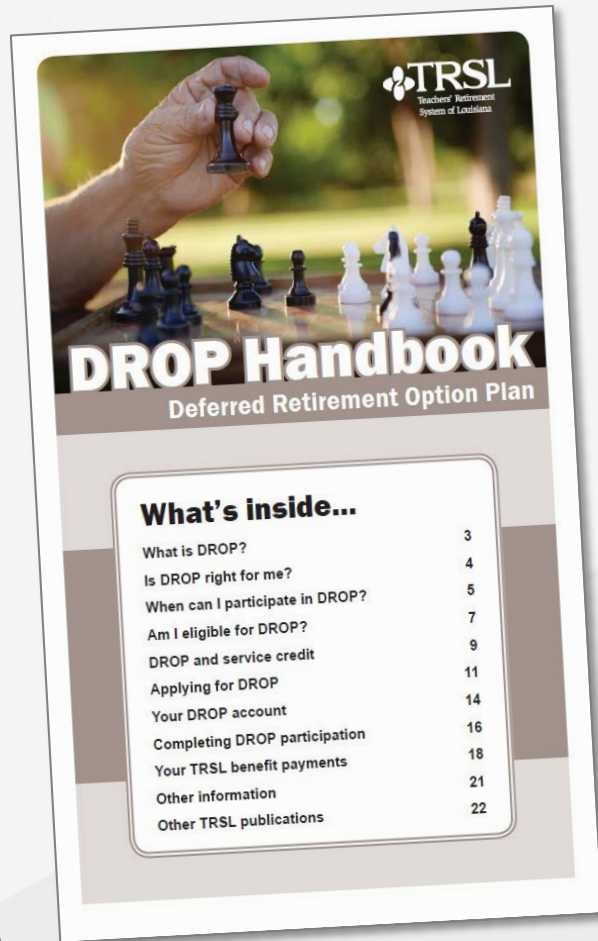 TRSL
Teachers' Retirement
System of Louisiana
DROP Handbook
Deferred Retirement Option Plan
What's inside...
What is DROP? 3
Is DROP right for me? 4
When can I participate in DROP? 5
Am I eligible for DROP? 7
DROP and service credit 9
Applying for DROP 11
Your DROP account 14
Completing DROP participation 16
Your TRSL benefit payments 18
Other information 21
Other TRSL publications 22